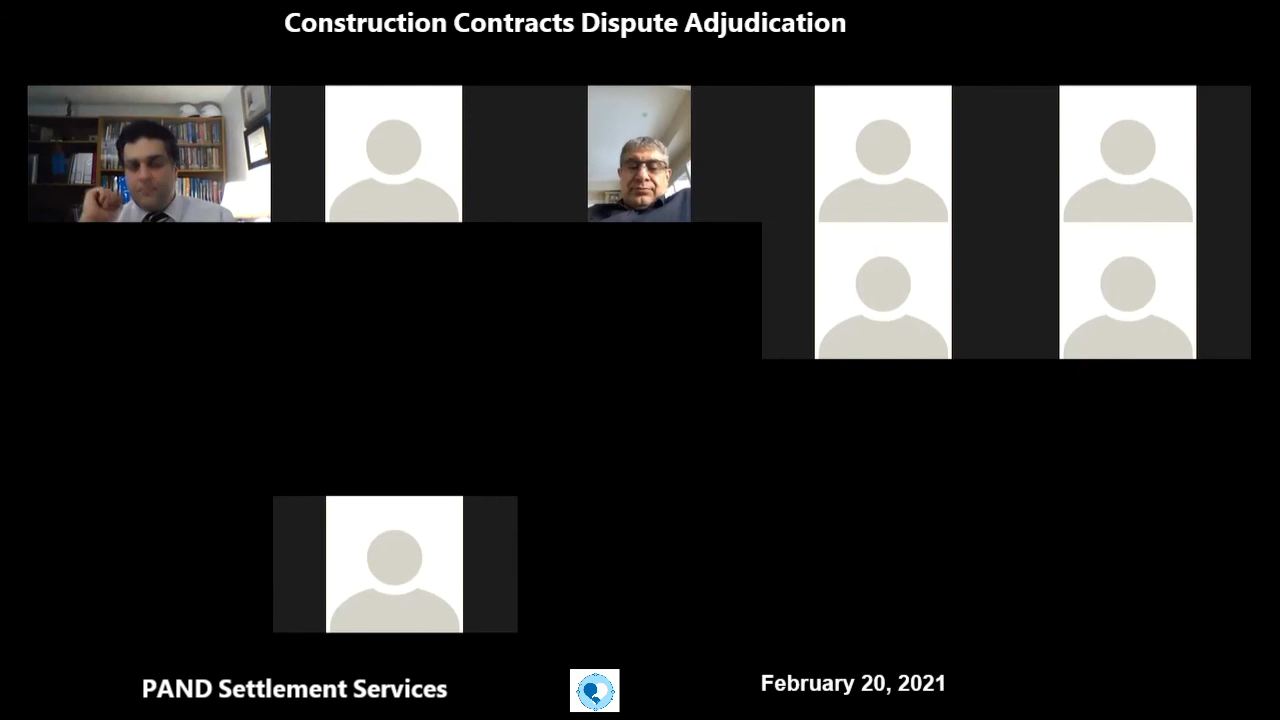 Construction Contracts Dispute Adjudication
PAND Settlement Services
February 20, 2021